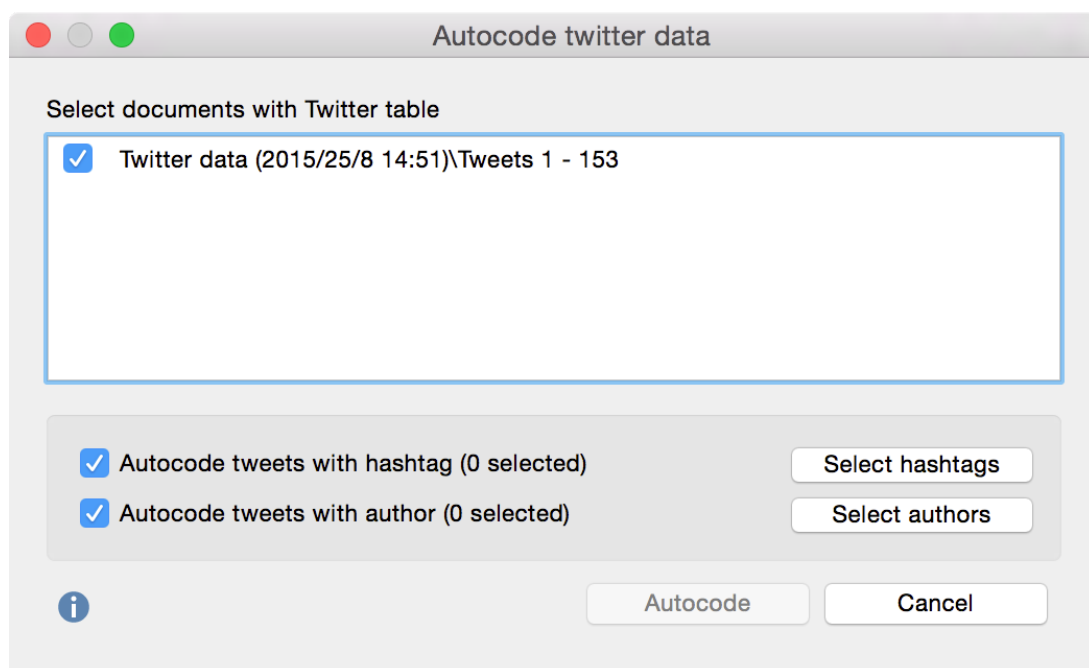 Autocode twitter data
Select documents with Twitter table
Twitter data (2015/25/8 14:51)\Tweets 1 - 153
Autocode tweets with hashtag (0 selected)
Select hashtags
Autocode tweets with author (0 selected)
Select authors
i
Autocode
Cancel